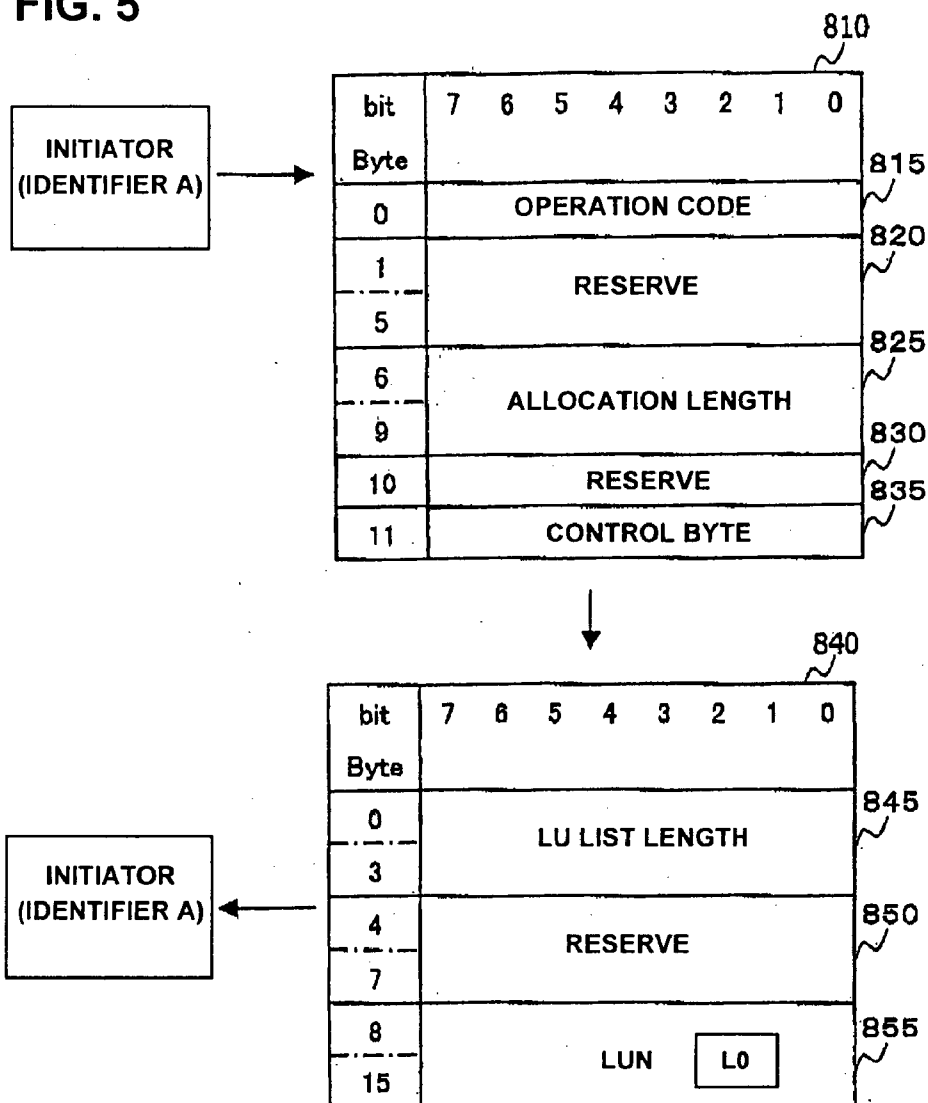 FIG. 5
810
bit 7 6 5 4 3 2 1 0
Byte
INITIATOR
(IDENTIFIER A)
815
0 OPERATION CODE
820
1
RESERVE
5
825
6
ALLOCATION LENGTH
9
830
10 RESERVE
835
11 CONTROL BYTE
840
bit 7 6 5 4 3 2 1 0
Byte
845
0
LU LIST LENGTH
3
INITIATOR
(IDENTIFIER A)
850
4
RESERVE
7
855
8
LUN L0
15